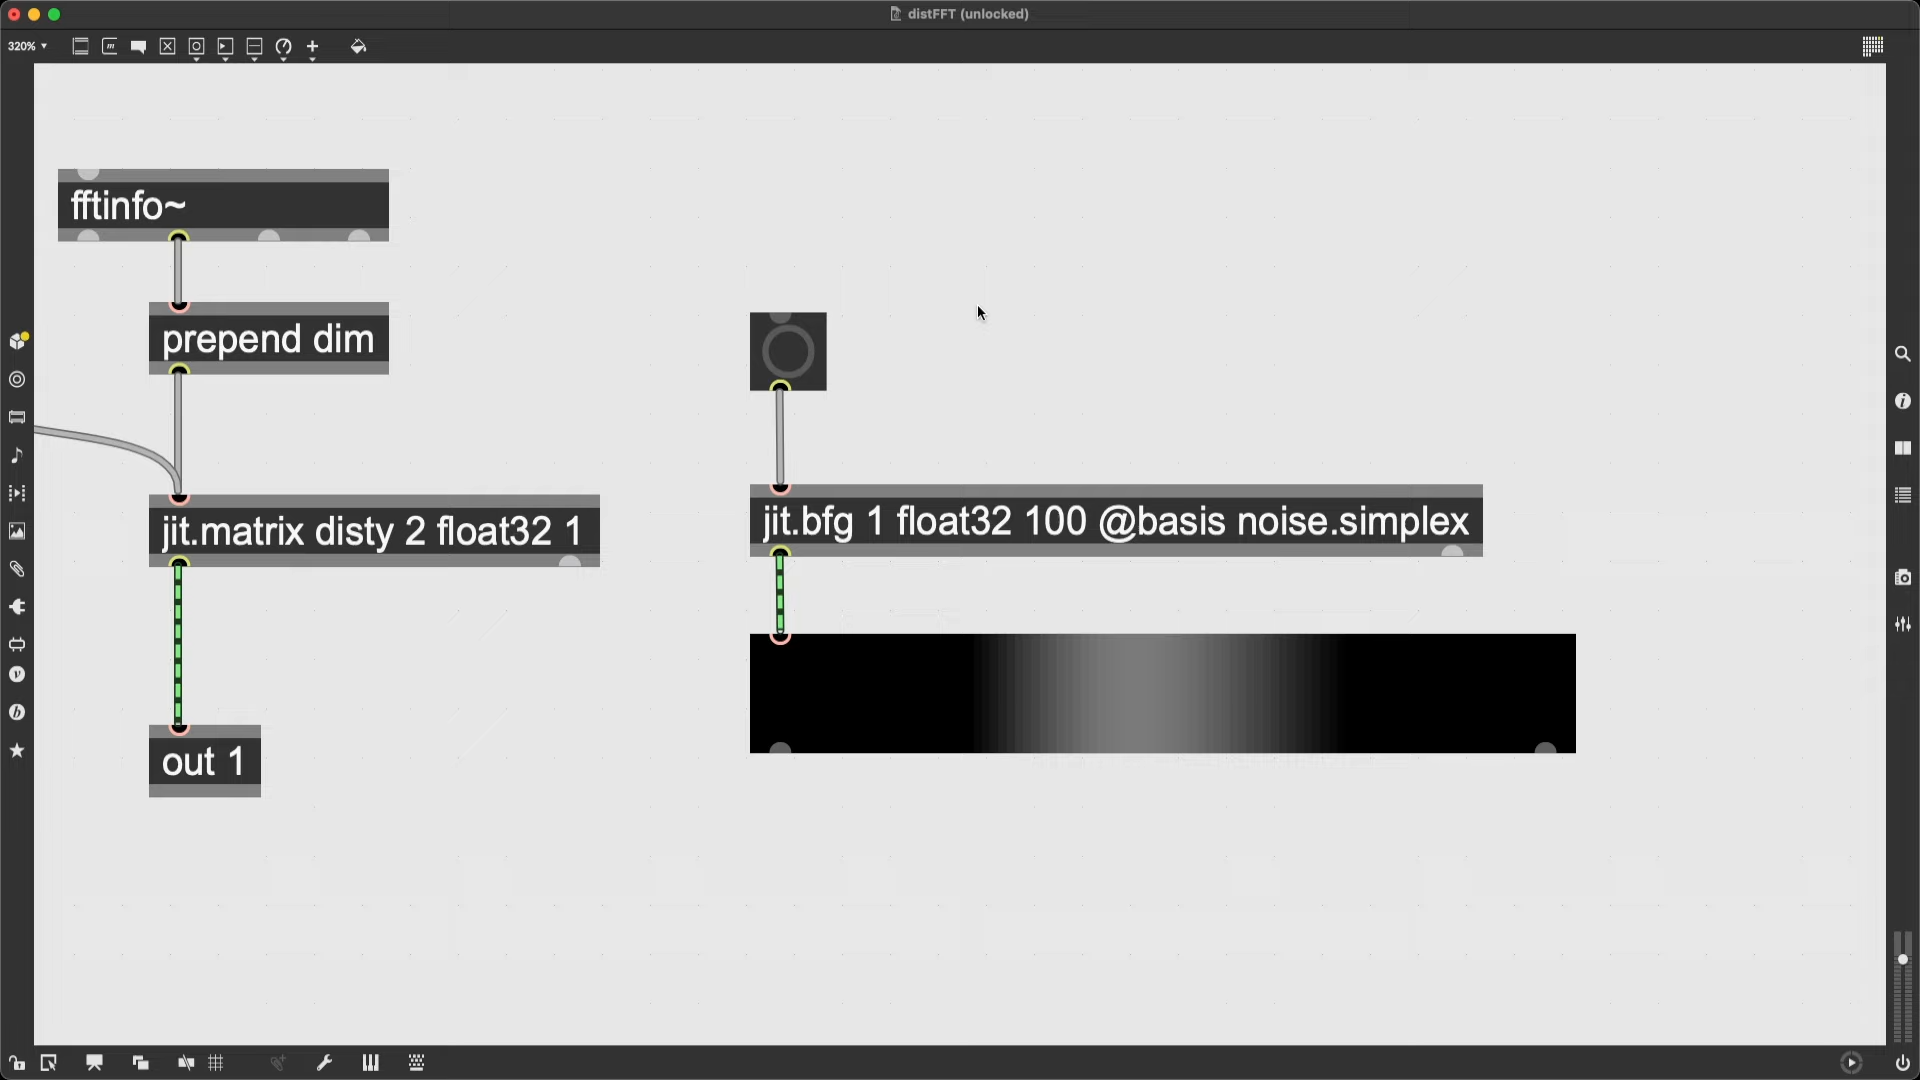 distFFT (unlocked)
320%
fftinfo~
prepend dim
jit.matrix disty 2 float32 1
out 1
jit.bfg 1 float32 100 @basis noise.simplex